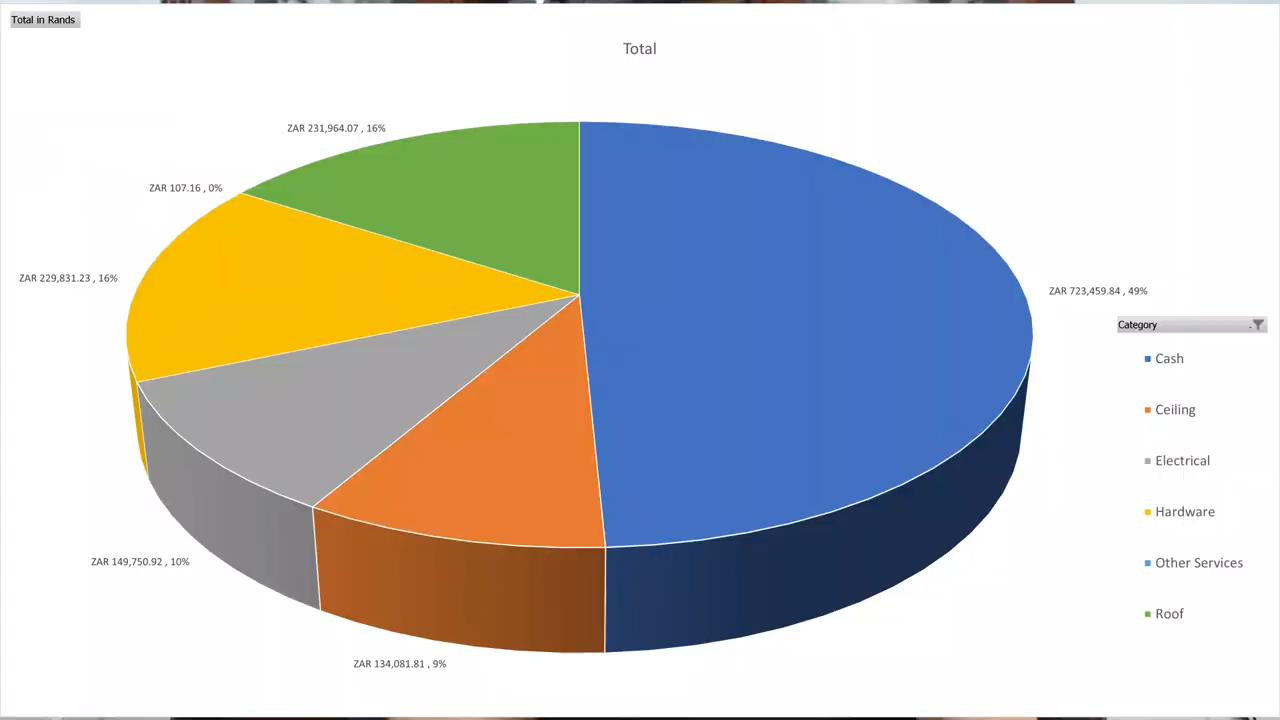 Total in Rands
Total
ZAR 231,964.07 , 16%
ZAR 107.16 , 0%
ZAR 229,831.23 , 16%
ZAR 723,459.84 , 49%
Category
Cash
Ceiling
Electrical
Hardware
Other Services
Roof
ZAR 149,750.92 , 10%
ZAR 134,081.81 , 9%